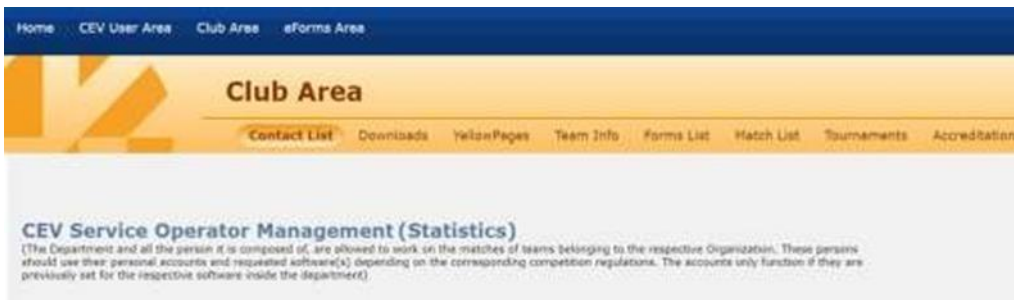 Home CEV User Area Club Area eForms Area
Club Area
Contact List Downloads YellowPages Team Info Forms List Match List Tournaments Accreditation
CEV Service Operator Management (Statistics)
(The Department and all the person it is composed of, are allowed to work on the matches of teams belonging to the respective Organization. These persons
should use their personal accounts and requested software(s) depending on the corresponding competition regulations. The accounts only function if they are
previously set for the respective software inside the department)